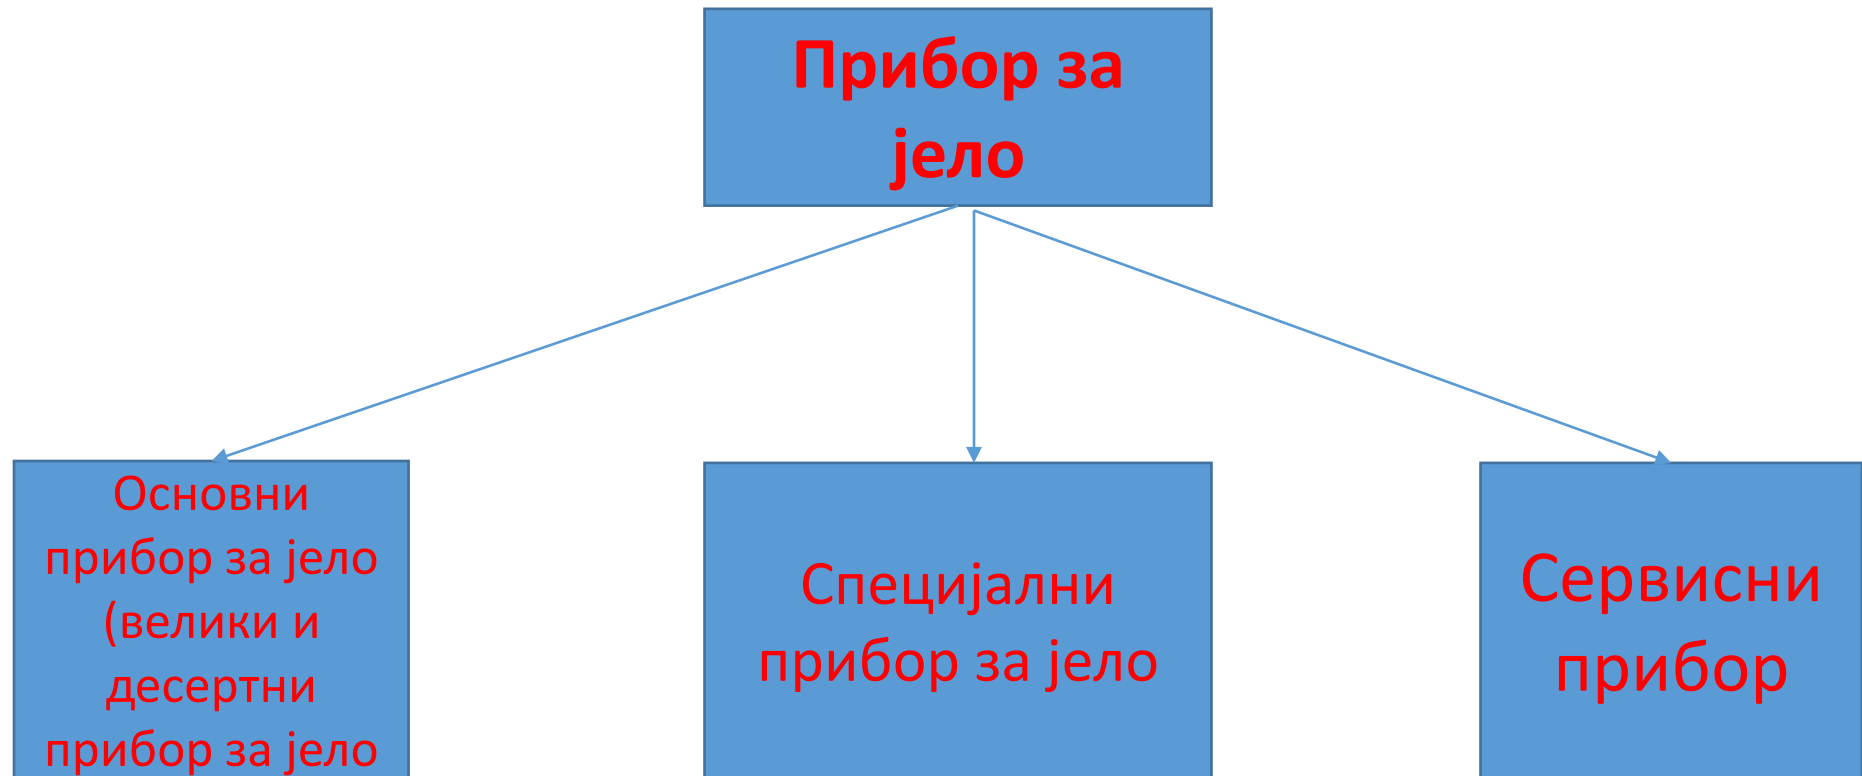 Прибор за
јело
Основни
прибор за јело
(велики и
десертни
прибор за јело
Специјални
прибор за јело
Сервисни
прибор